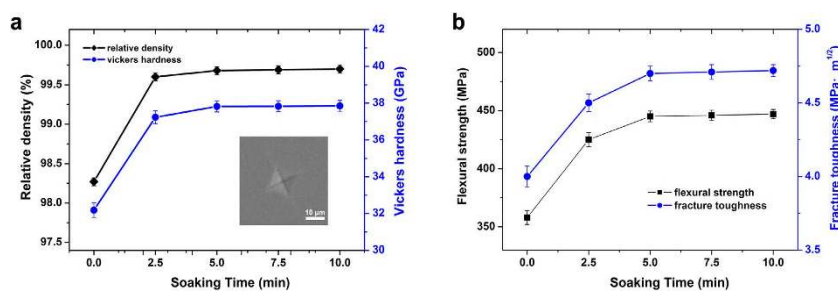 a
100.0
99.5
99.0
98.5
98.0
97.5
Relative density (%)
relative density
vickers hardness
10 μm
42
40
38
36
34
32
30
Vickers hardness (GPa)
0.0 2.5 5.0 7.5 10.0
Soaking Time (min)
b
500
450
400
350
Flexural strength (MPa)
flexural strength
fracture toughness
5.0
4.5
4.0
3.5
Fracture toughness (MPa· m1/2)
0.0 2.5 5.0 7.5 10.0
Soaking Time (min)